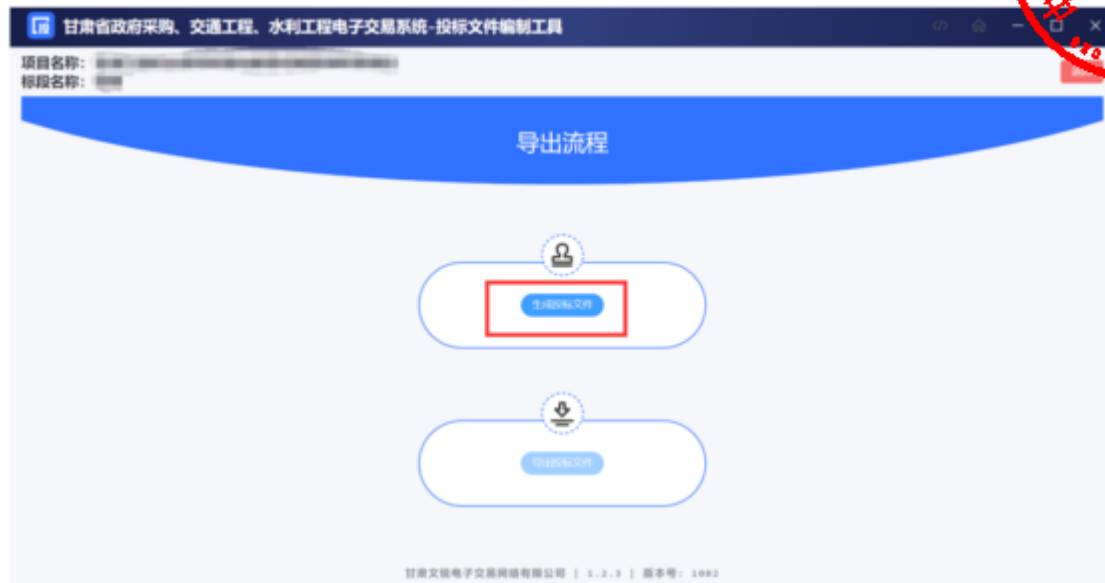 甘肃省政府采购、交通工程、水利工程电子交易系统-投标文件编制工具
项目名称：
标段名称：
导出流程
生成投标文件
导出投标文件
甘肃文锐电子交易网络有限公司 | 1.2.3 | 版本号: 1002